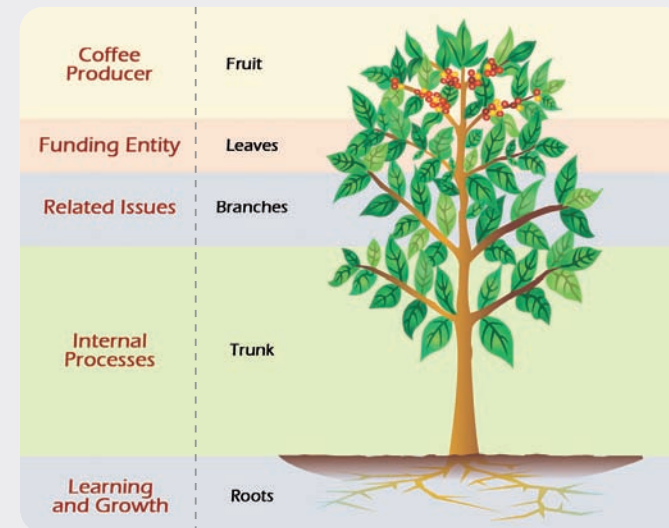 Coffee
Producer
Fruit
Funding Entity
Leaves
Related Issues
Branches
Internal
Processes
Trunk
Learning
and Growth
Roots